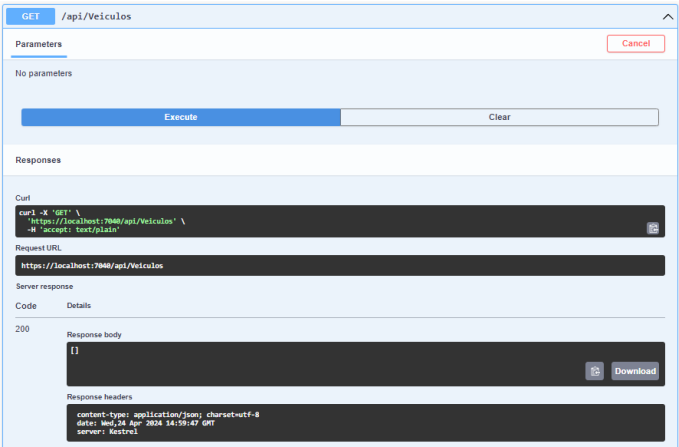 GET /api/Veiculos
Parameters Cancel
No parameters
Execute Clear
Responses
Curl
curl -X 'GET' \
'https://localhost:7040/api/Veiculos' \
-H 'accept: text/plain'
Request URL
https://localhost:7040/api/Veiculos
Server response
Code Details
200
Response body
[]
Download
Response headers
content-type: application/json; charset=utf-8
date: Wed,24 Apr 2024 14:59:47 GMT
server: Kestrel